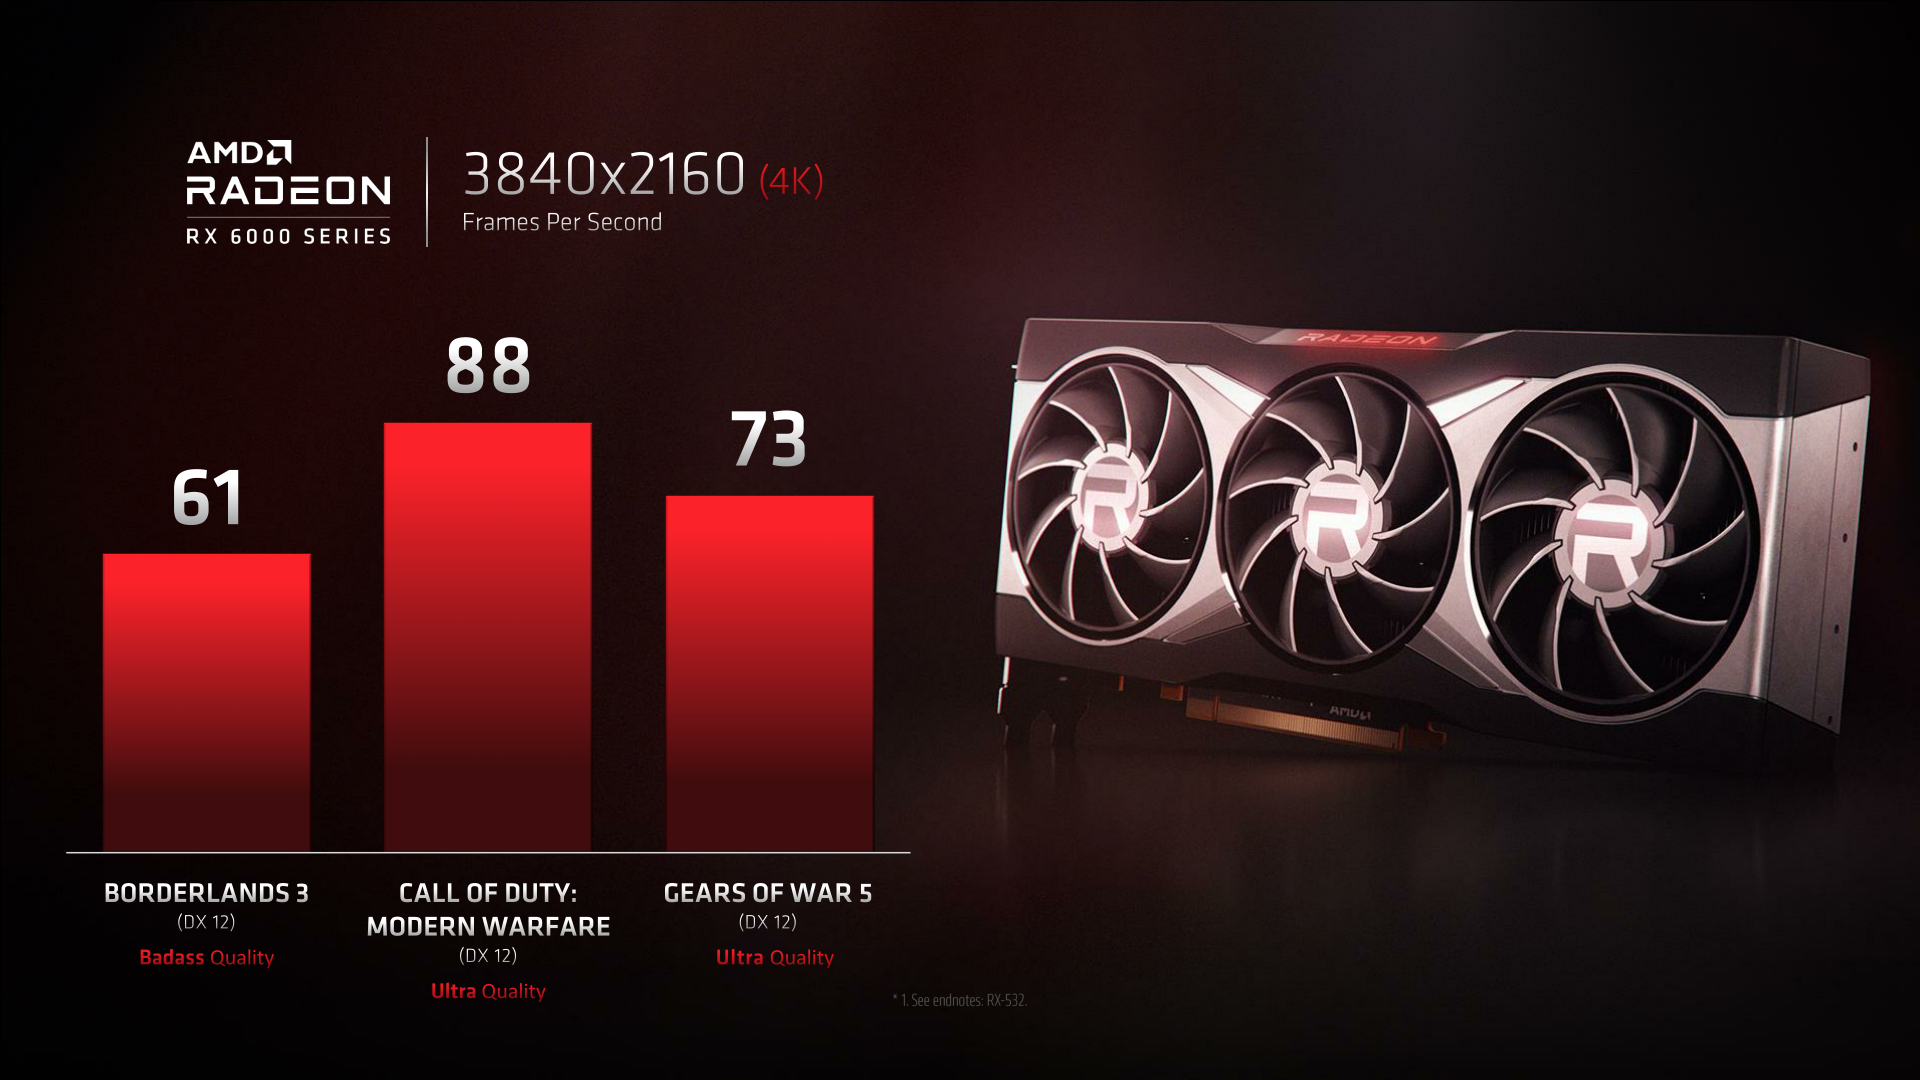 AMD
RADEON
RX 6000 SERIES
3840x2160 (4K)
Frames Per Second
61
88
73
BORDERLANDS 3
(DX 12)
Badass Quality
CALL OF DUTY:
MODERN WARFARE
(DX 12)
Ultra Quality
GEARS OF WAR 5
(DX 12)
Ultra Quality
* 1. See endnotes: RX-532.
RADEON
R
R
R
AMD